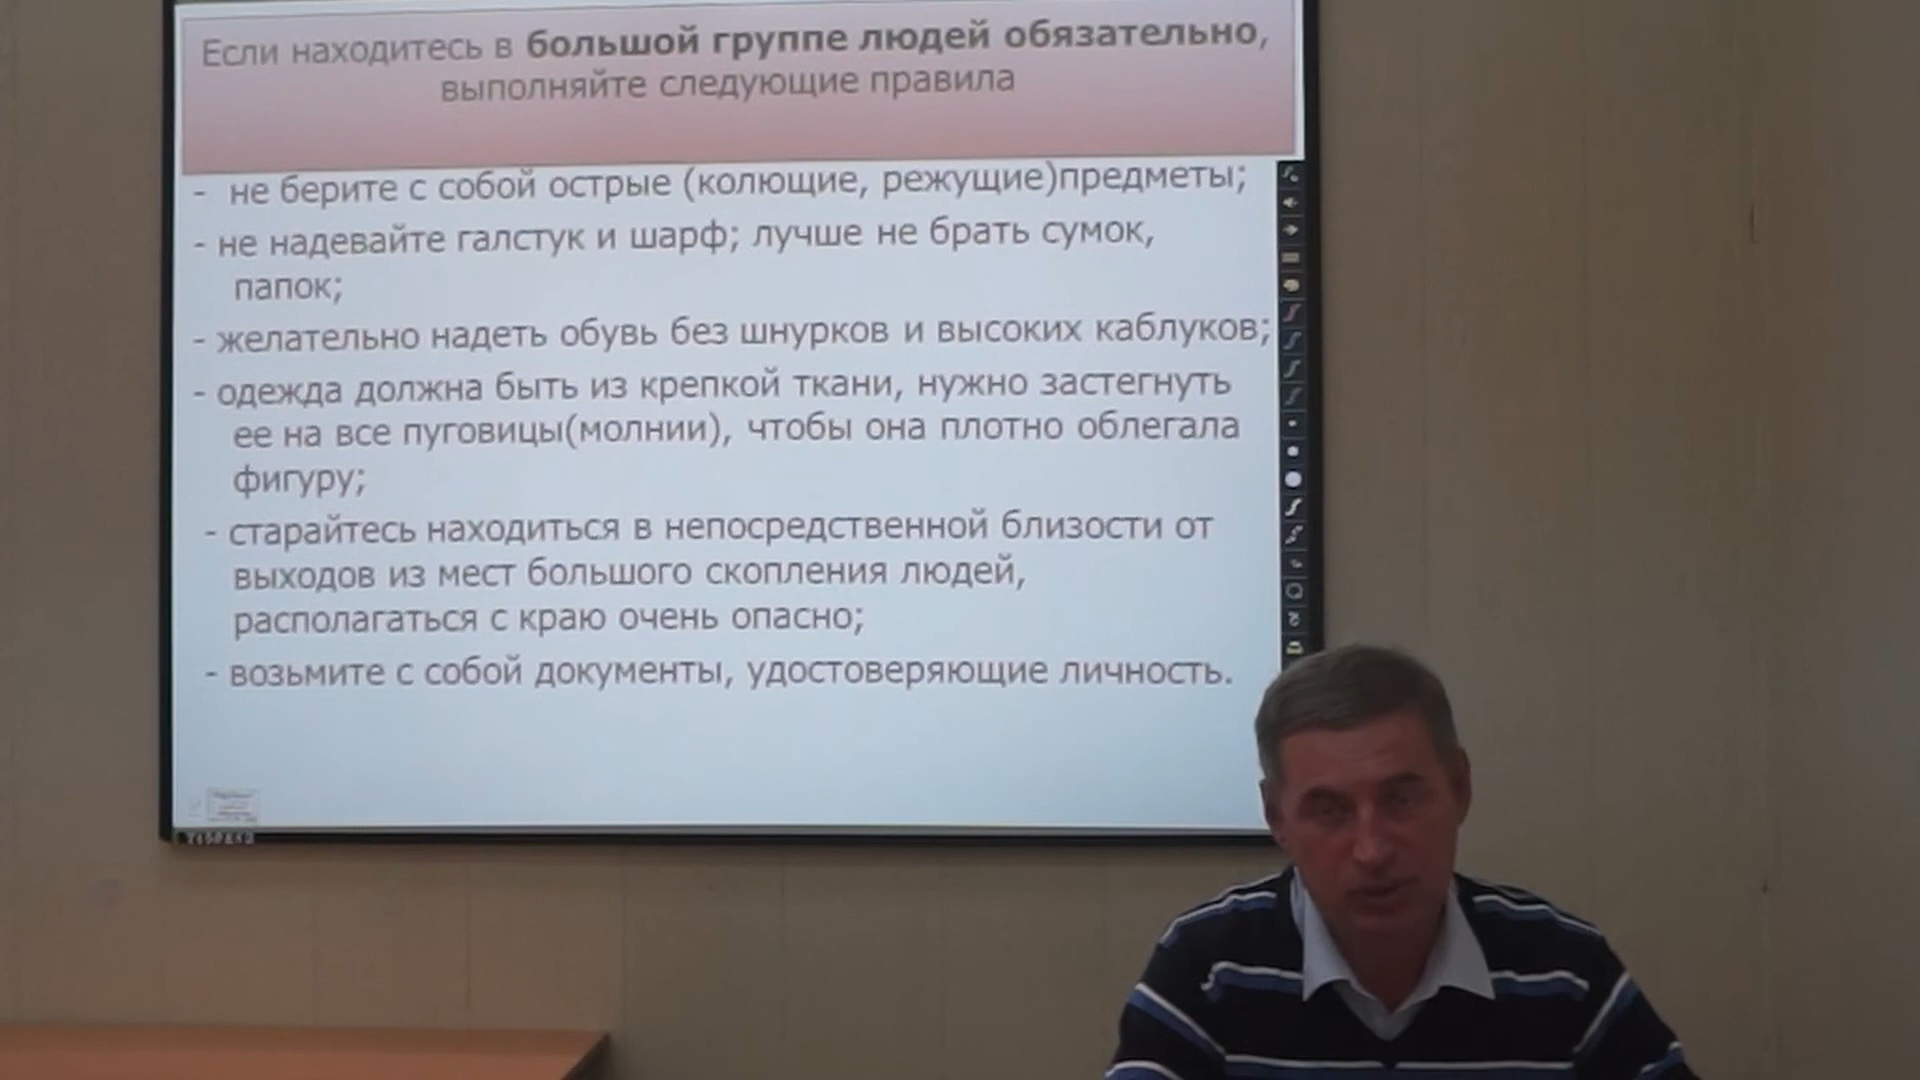 Если находитесь в большой группе людей обязательно,
выполняйте следующие правила
- не берите с собой острые (колющие, режущие)предметы;
- не надевайте галстук и шарф; лучше не брать сумок,
папок;
- желательно надеть обувь без шнурков и высоких каблуков;
- одежда должна быть из крепкой ткани, нужно застегнуть
ее на все пуговицы(молнии), чтобы она плотно облегала
фигуру;
- старайтесь находиться в непосредственной близости от
выходов из мест большого скопления людей,
располагаться с краю очень опасно;
- возьмите с собой документы, удостоверяющие личность.